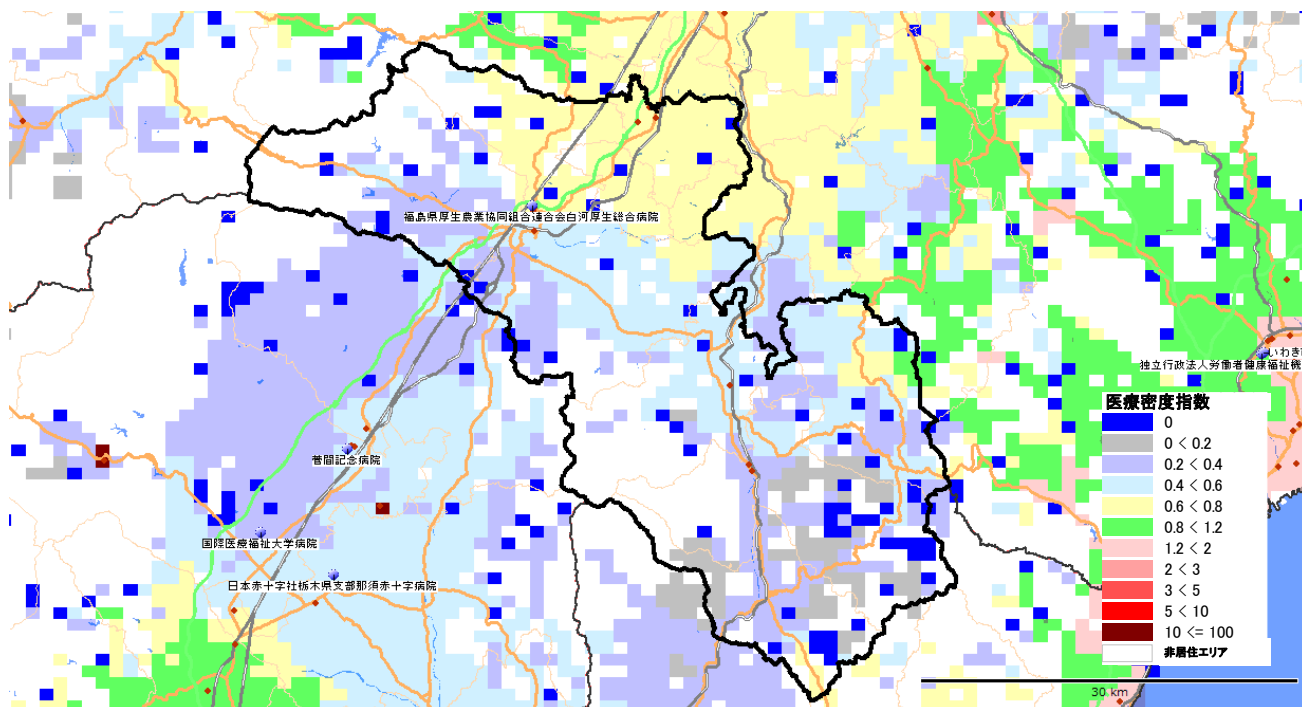 福島県厚生農業協同組合連合会白河厚生総合病院
いわき
独立行政法人労働者健康福祉機
菅間記念病院
国際医療福祉大学病院
日本赤十字社栃木県支部那須赤十字病院
医療密度指数
0
0 < 0.2
0.2 < 0.4
0.4 < 0.6
0.6 < 0.8
0.8 < 1.2
1.2 < 2
2 < 3
3 < 5
5 < 10
10 <= 100
非居住エリア
30 km